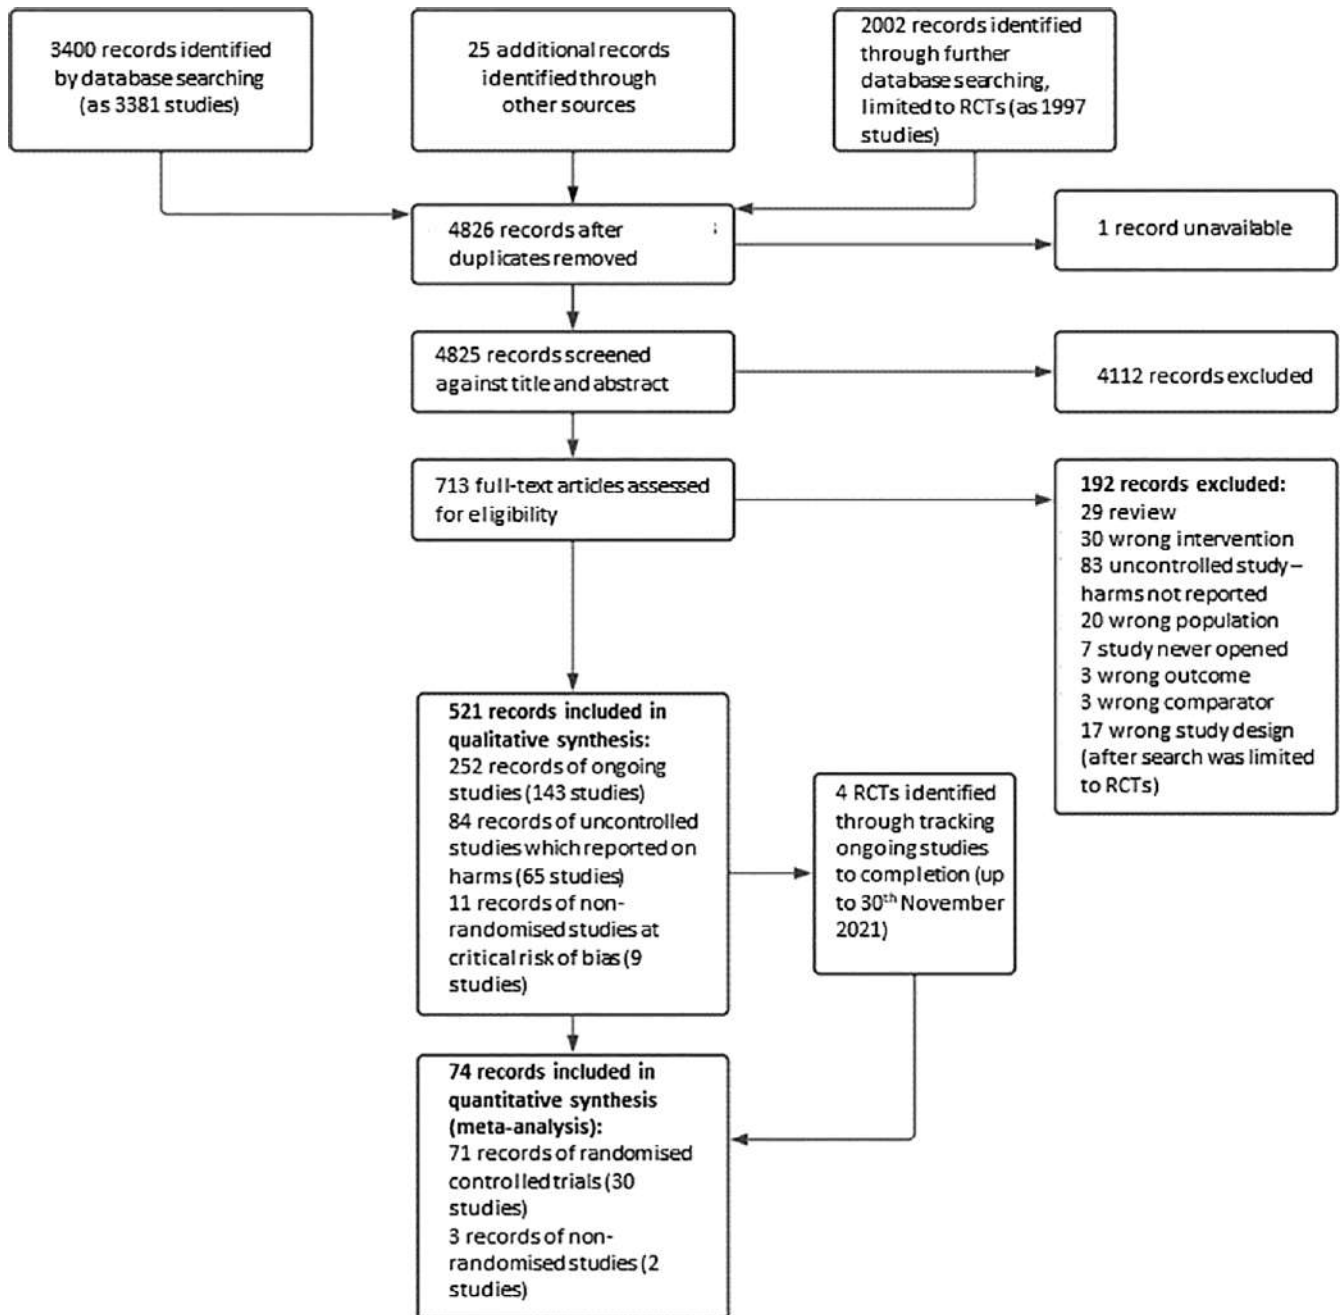 3400 records identified
by database searching
(as 3381 studies)
25 additional records
identified through
other sources
2002 records identified
through further
database searching,
limited to RCTs (as 1997
studies)
4826 records after
duplicates removed
1 record unavailable
4825 records screened
against title and abstract
4112 records excluded
713 full-text articles assessed
for eligibility
192 records excluded:
29 review
30 wrong intervention
83 uncontrolled study–
harms not reported
20 wrong population
7 study never opened
3 wrong outcome
3 wrong comparator
17 wrong study design
(after search was limited
to RCTs)
521 records included in
qualitative synthesis:
252 records of ongoing
studies (143 studies)
84 records of uncontrolled
studies which reported on
harms (65 studies)
11 records of non-
randomised studies at
critical risk of bias (9
studies)
4 RCTs identified
through tracking
ongoing studies
to completion (up
to 30th November
2021)
74 records included in
quantitative synthesis
(meta-analysis):
71 records of randomised
controlled trials (30
studies)
3 records of non-
randomised studies (2
studies)